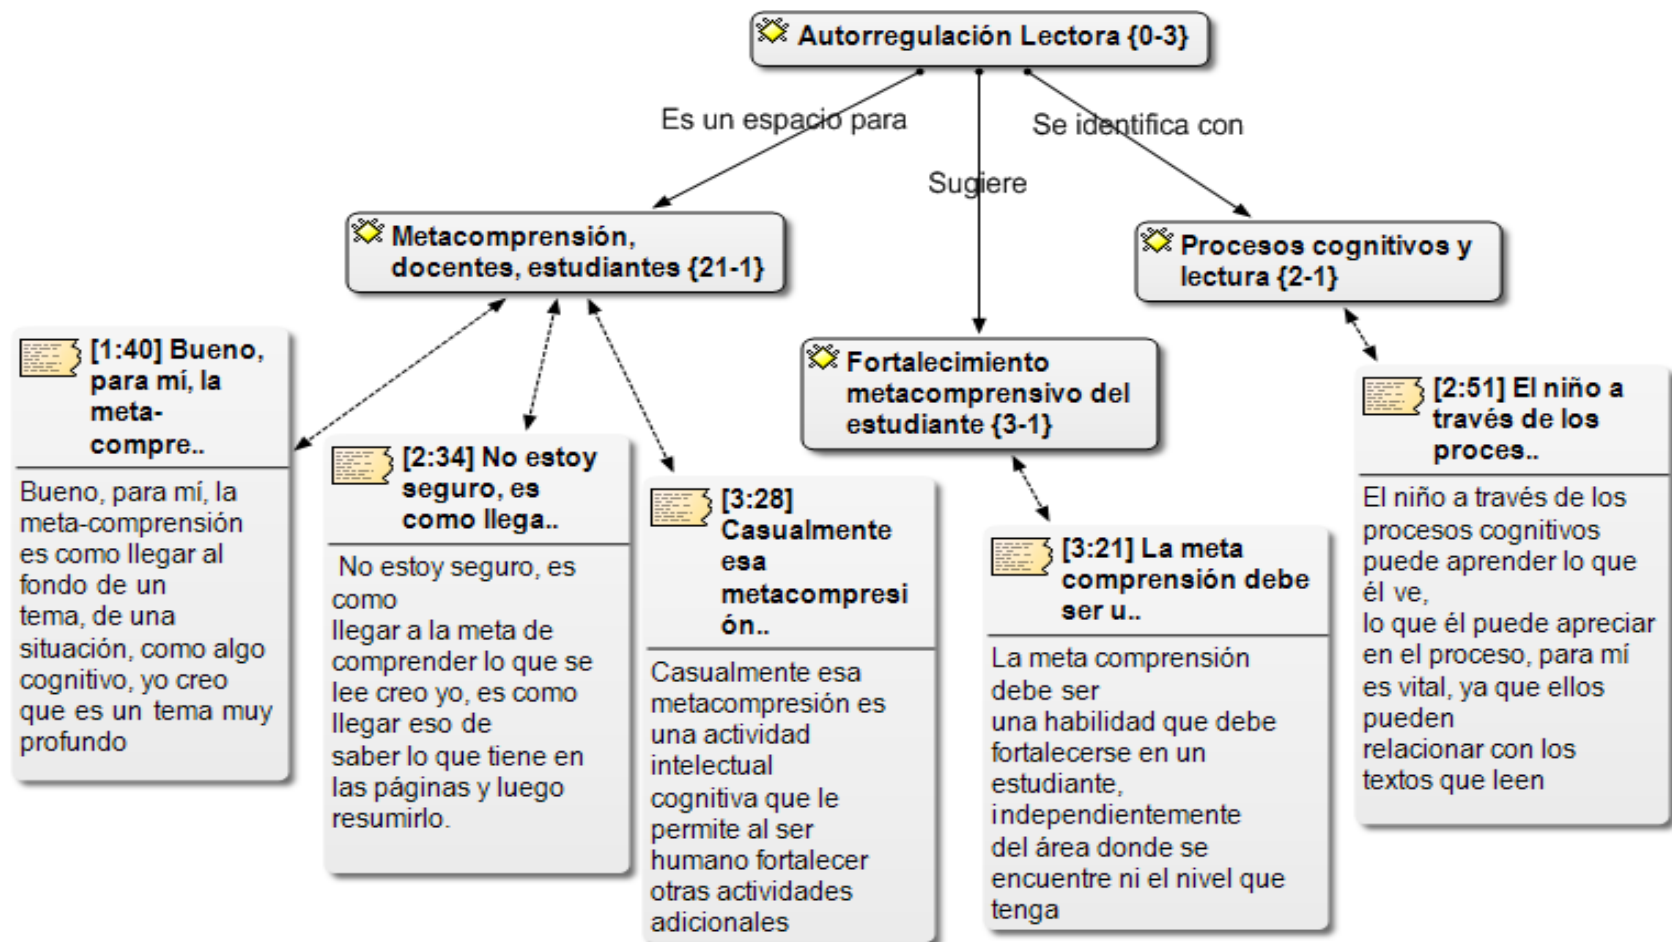 Autorregulación Lectora {0-3}
Es un espacio para
Se identifica con
Sugiere
Metacomprensión,
docentes, estudiantes {21-1}
Procesos cognitivos y
lectura {2-1}
Fortalecimiento
metacomprensivo del
estudiante {3-1}
[1:40] Bueno,
para mí, la
meta-
compre..
Bueno, para mí, la
meta-comprensión
es como llegar al
fondo de un
tema, de una
situación, como algo
cognitivo, yo creo
que es un tema muy
profundo
[2:34] No estoy
seguro, es
como llega..
No estoy seguro, es
como
llegar a la meta de
comprender lo que se
lee creo yo, es como
llegar eso de
saber lo que tiene en
las páginas y luego
resumirlo.
[3:28]
Casualmente
esa
metacompresi
ón..
Casualmente esa
metacompresión es
una actividad
intelectual
cognitiva que le
permite al ser
humano fortalecer
otras actividades
adicionales
[3:21] La meta
comprensión debe
ser u..
La meta comprensión
debe ser
una habilidad que debe
fortalecerse en un
estudiante,
independientemente
del área donde se
encuentre ni el nivel que
tenga
[2:51] El niño a
través de los
proces..
El niño a través de los
procesos cognitivos
puede aprender lo que
él ve,
lo que él puede apreciar
en el proceso, para mí
es vital, ya que ellos
pueden
relacionar con los
textos que leen